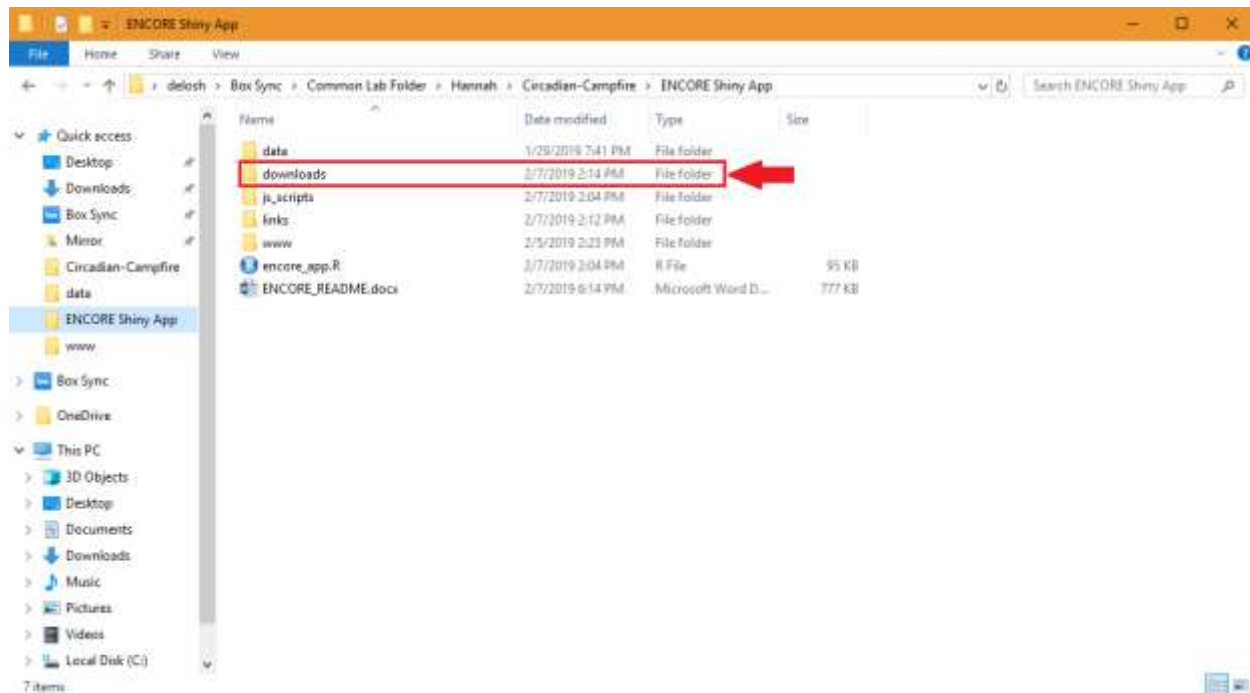 ENCORE Shiny App
File Home Share View
delosh › Box Sync › Common Lab Folder › Hannah › Circadian-Campfire › ENCORE Shiny App
Search ENCORE Shiny App
Name Date modified Type Size
Quick access
Desktop
Downloads
Box Sync
Mirror
Circadian-Campfire
data
ENCORE Shiny App
www
Box Sync
OneDrive
This PC
3D Objects
Desktop
Documents
Downloads
Music
Pictures
Videos
Local Disk (C:)
data 1/29/2019 7:41 PM File folder
downloads 2/7/2019 2:14 PM File folder
js_scripts 2/7/2019 2:04 PM File folder
links 2/7/2019 2:12 PM File folder
www 2/5/2019 2:23 PM File folder
encore_app.R 2/7/2019 2:04 PM R File 95 KB
ENCORE_README.docx 2/7/2019 6:14 PM Microsoft Word D... 777 KB
7 items